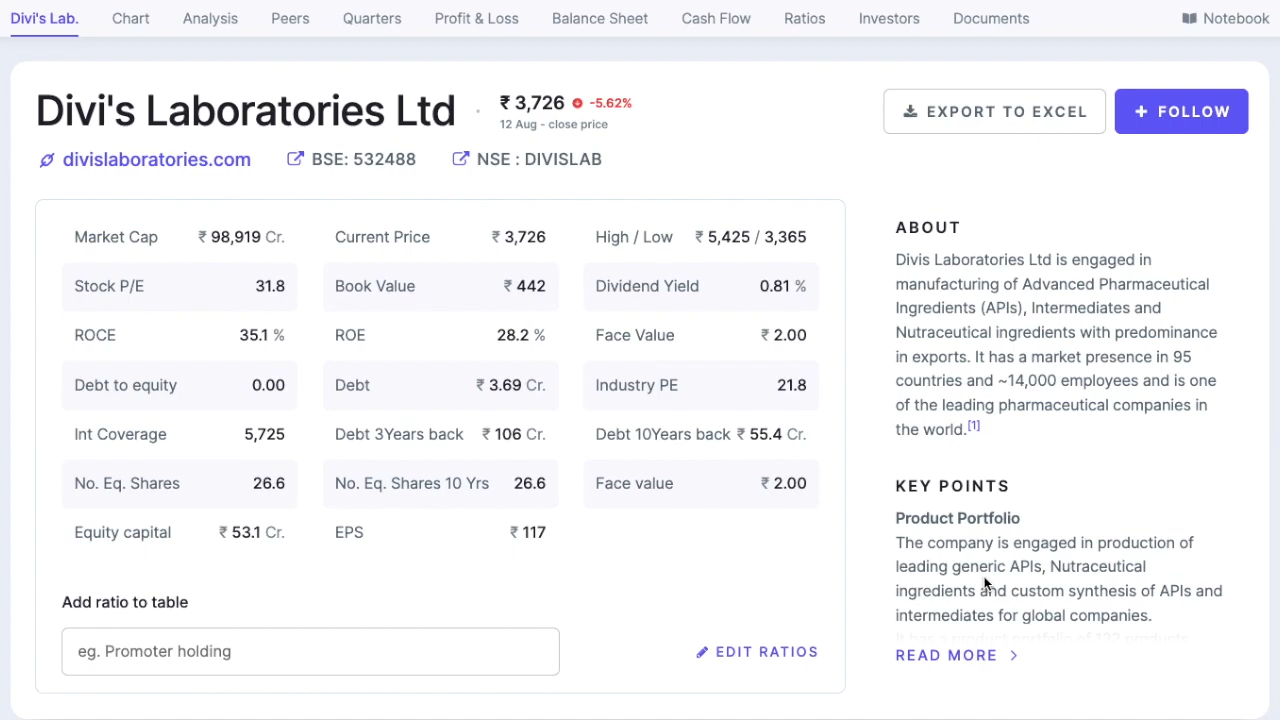 Divi's Lab. Chart Analysis Peers Quarters Profit & Loss Balance Sheet Cash Flow Ratios Investors Documents Notebook
Divi's Laboratories Ltd
₹ 3,726 -5.62%
12 Aug - close price
EXPORT TO EXCEL
FOLLOW
divislaboratories.com BSE: 532488 NSE : DIVISLAB
Market Cap ₹ 98,919 Cr. Current Price ₹ 3,726 High / Low ₹ 5,425 / 3,365
Stock P/E 31.8 Book Value ₹ 442 Dividend Yield 0.81 %
ROCE 35.1 % ROE 28.2 % Face Value ₹ 2.00
Debt to equity 0.00 Debt ₹ 3.69 Cr. Industry PE 21.8
Int Coverage 5,725 Debt 3Years back ₹ 106 Cr. Debt 10Years back ₹ 55.4 Cr.
No. Eq. Shares 26.6 No. Eq. Shares 10 Yrs 26.6 Face value ₹ 2.00
Equity capital ₹ 53.1 Cr. EPS ₹ 117
Add ratio to table
eg. Promoter holding
EDIT RATIOS
ABOUT
Divis Laboratories Ltd is engaged in
manufacturing of Advanced Pharmaceutical
Ingredients (APIs), Intermediates and
Nutraceutical ingredients with predominance
in exports. It has a market presence in 95
countries and ~14,000 employees and is one
of the leading pharmaceutical companies in
the world.[1]
KEY POINTS
Product Portfolio
The company is engaged in production of
leading generic APIs, Nutraceutical
ingredients and custom synthesis of APIs and
intermediates for global companies.
It has a product portfolio of 122 products
READ MORE